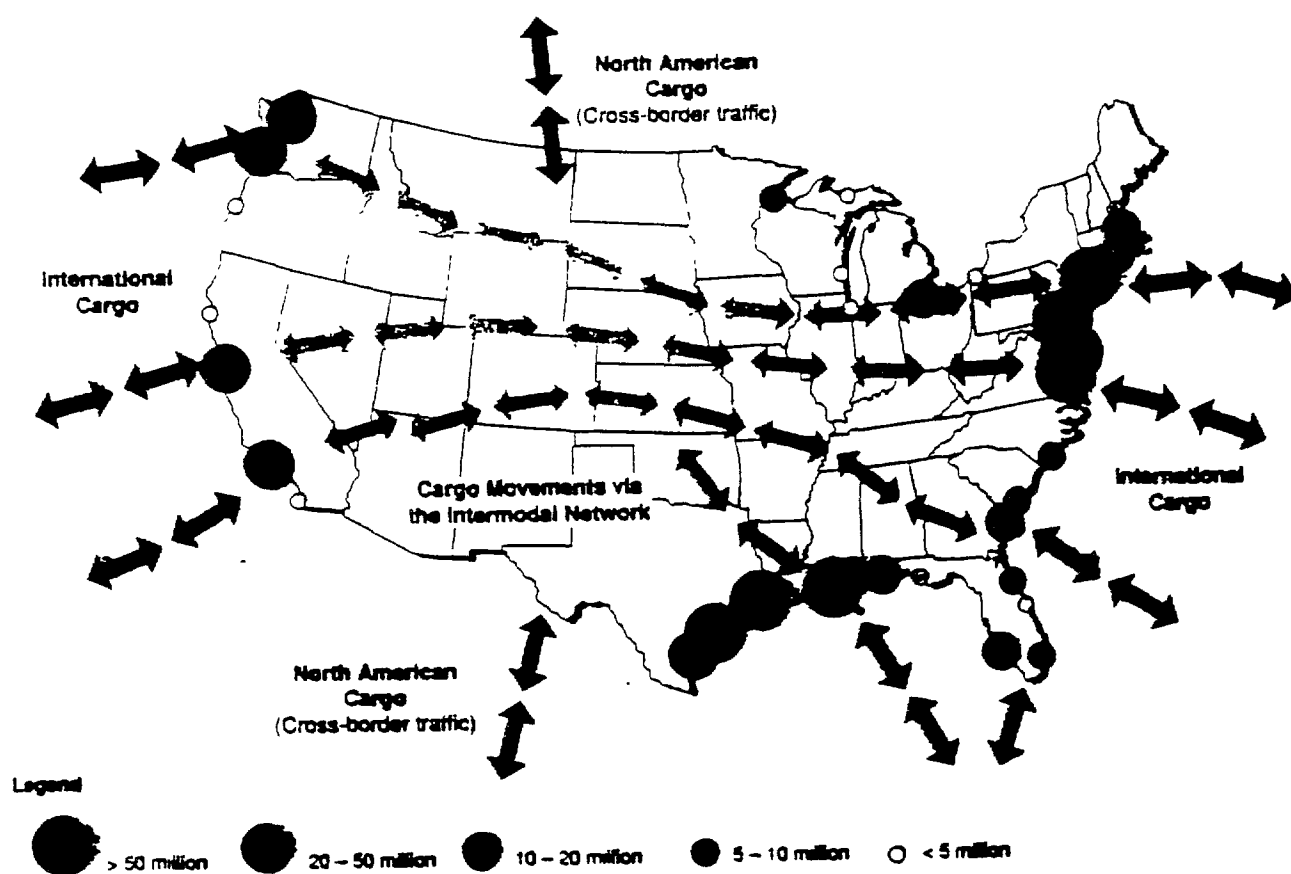 North American
Cargo
(Cross-border traffic)
International
Cargo
Cargo Movements via
the Intermodal Network
International
Cargo
North American
Cargo
(Cross-border traffic)
Legend
> 50 million
20 – 50 million
10 – 20 million
5 – 10 million
< 5 million